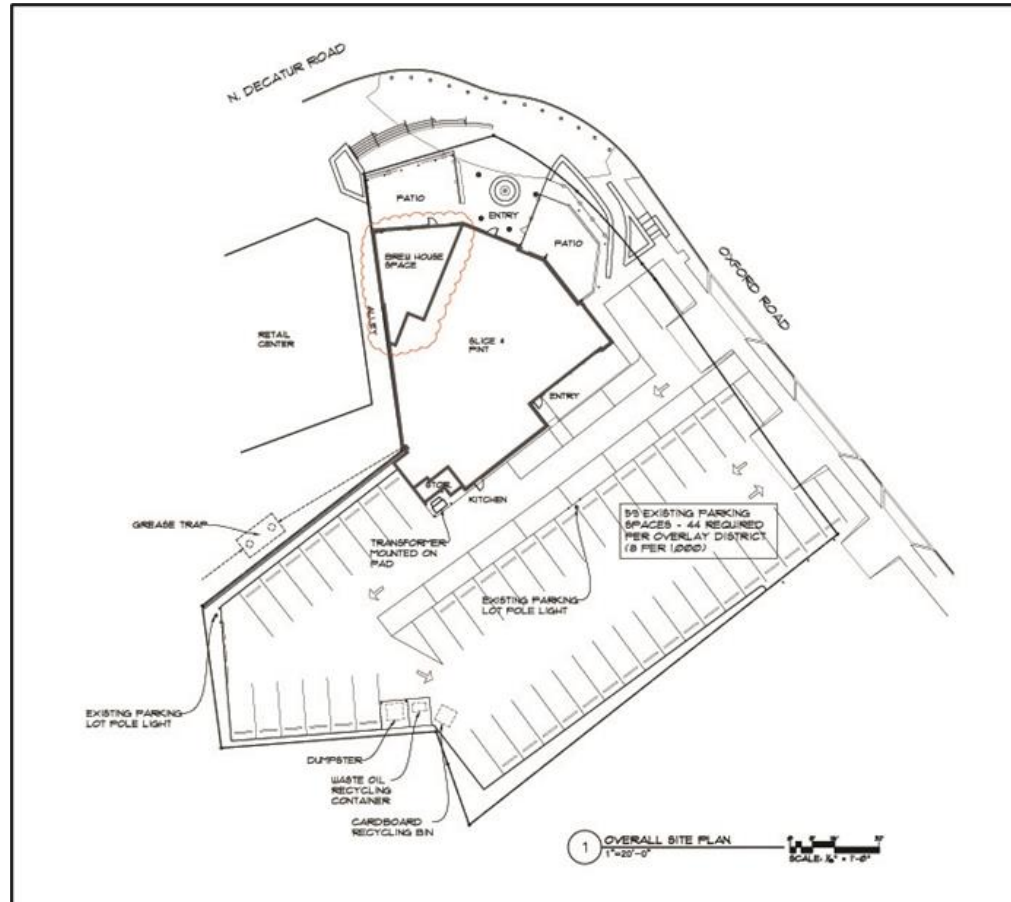 N. DECATUR ROAD
PATIO
ENTRY
PATIO
BREW HOUSE
SPACE
OXFORD ROAD
ALLEY
RETAIL
CENTER
SLICE &
PINT
ENTRY
STOR.
KITCHEN
GREASE TRAP
TRANSFORMER
MOUNTED ON
PAD
EXISTING PARKING
SPACES - 44 REQUIRED
PER OVERLAY DISTRICT
(8 PER 1,000)
EXISTING PARKING
LOT POLE LIGHT
EXISTING PARKING
LOT POLE LIGHT
DUMPSTER
WASTE OIL
RECYCLING
CONTAINER
CARDBOARD
RECYCLING BIN
1
OVERALL SITE PLAN
1"=20'-0"
SCALE: